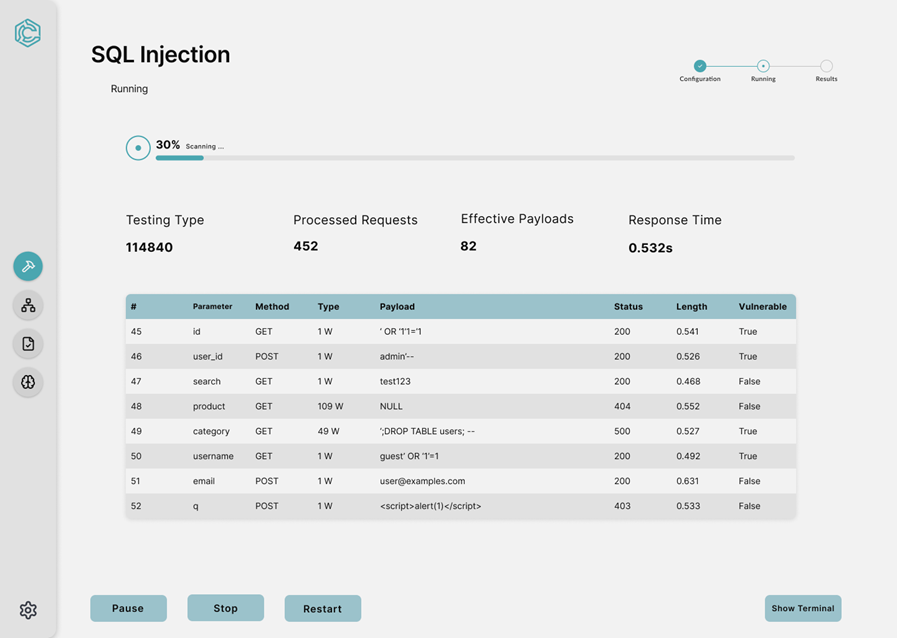 SQL Injection
Running
Configuration Running Results
30% Scanning ...
Testing Type Processed Requests Effective Payloads Response Time
114840 452 82 0.532s
# Parameter Method Type Payload Status Length Vulnerable
45 id GET 1 W ' OR '1'1='1 200 0.541 True
46 user_id POST 1 W admin'-- 200 0.526 True
47 search GET 1 W test123 200 0.468 False
48 product GET 109 W NULL 404 0.552 False
49 category GET 49 W ';DROP TABLE users; -- 500 0.527 True
50 username GET 1 W guest' OR '1'=1 200 0.492 True
51 email POST 1 W user@examples.com 200 0.631 False
52 q POST 1 W <script>alert(1)</script> 403 0.533 False
Pause Stop Restart Show Terminal